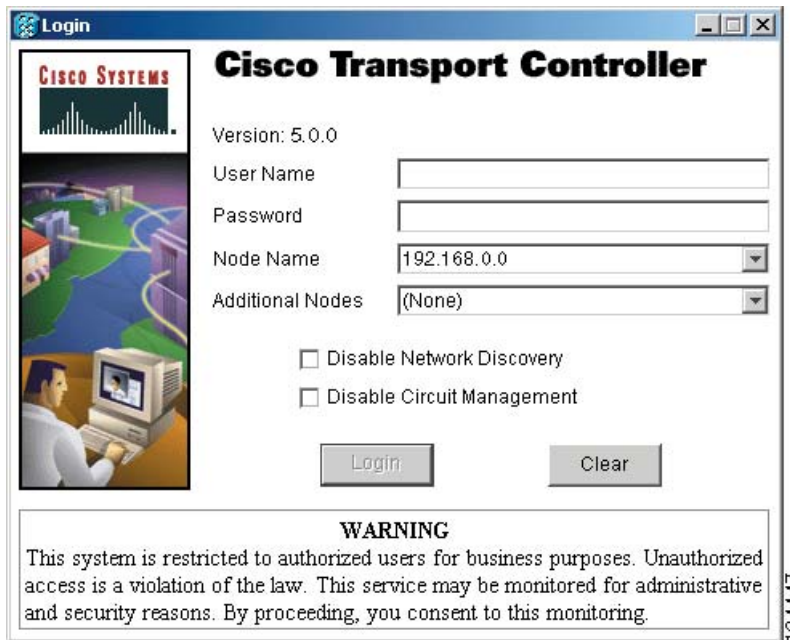 Login
CISCO SYSTEMS
Cisco Transport Controller
Version: 5.0.0
User Name
Password
Node Name
192.168.0.0
Additional Nodes
(None)
Disable Network Discovery
Disable Circuit Management
Login
Clear
WARNING
This system is restricted to authorized users for business purposes. Unauthorized
access is a violation of the law. This service may be monitored for administrative
and security reasons. By proceeding, you consent to this monitoring.